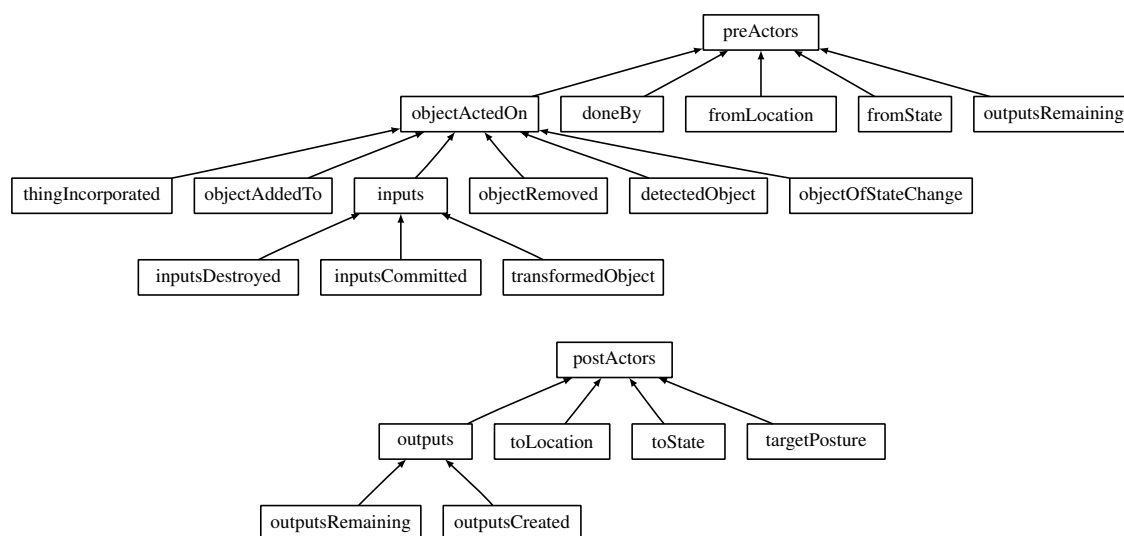 preActors
objectActedOn doneBy fromLocation fromState outputsRemaining
thingIncorporated objectAddedTo inputs objectRemoved detectedObject objectOfStateChange
inputsDestroyed inputsCommitted transformedObject
postActors
outputs toLocation toState targetPosture
outputsRemaining outputsCreated